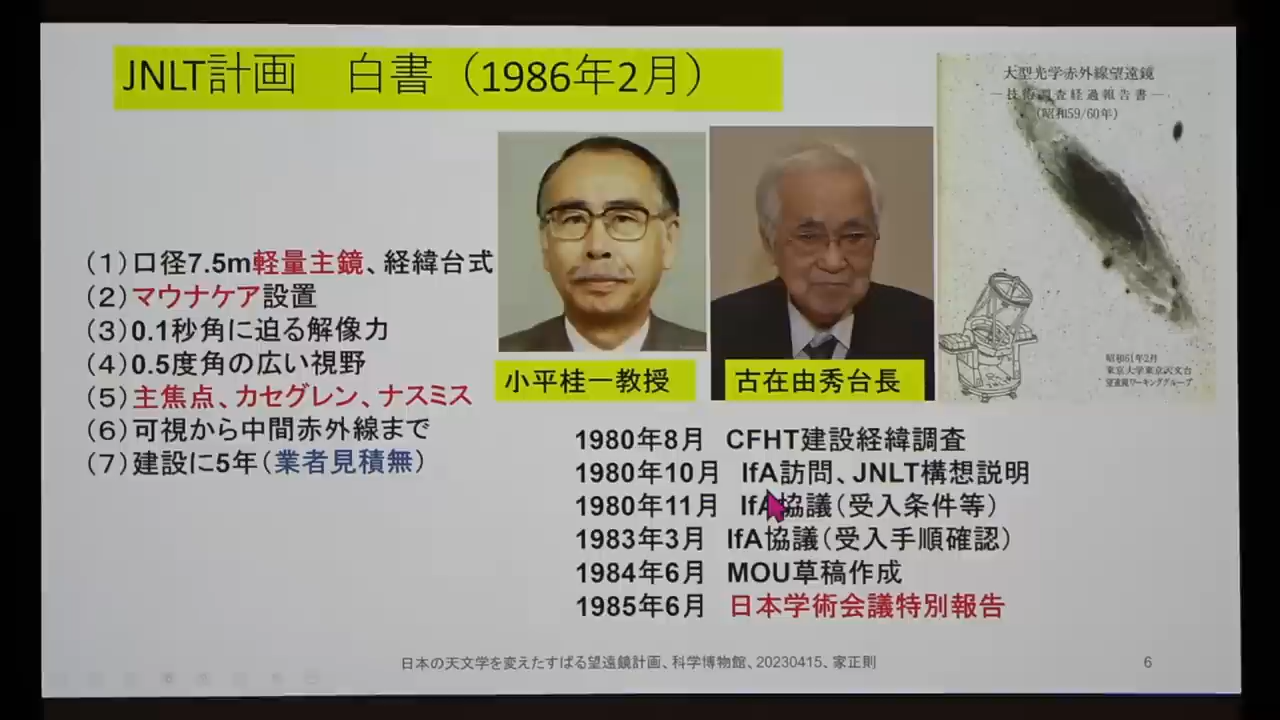 JNLT計画　白書（1986年2月）
大型光学赤外線望遠鏡
―技術調査経過報告書―
（昭和59/60年）
（1）口径7.5m軽量主鏡、経緯台式
（2）マウナケア設置
（3）0.1秒角に迫る解像力
（4）0.5度角の広い視野
（5）主焦点、カセグレン、ナスミス
（6）可視から中間赤外線まで
（7）建設に5年（業者見積無）
小平桂一教授
古在由秀台長
昭和61年2月
東京大学東京天文台
望遠鏡ワーキンググループ
1980年8月　CFHT建設経緯調査
1980年10月　IfA訪問、JNLT構想説明
1980年11月　IfA協議（受入条件等）
1983年3月　IfA協議（受入手順確認）
1984年6月　MOU草稿作成
1985年6月　日本学術会議特別報告
日本の天文学を変えたすばる望遠鏡計画、科学博物館、20230415、家正則
6